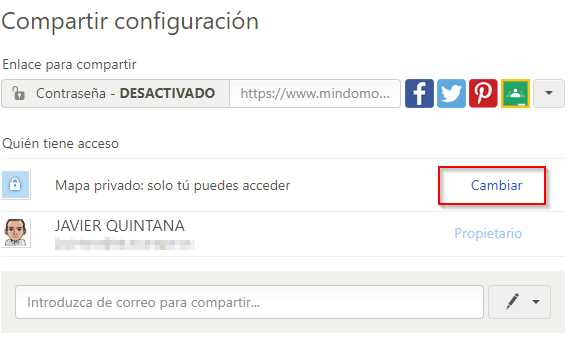 Compartir configuración
Enlace para compartir
Contraseña - DESACTIVADO https://www.mindomo...
Quién tiene acceso
Mapa privado: solo tú puedes acceder Cambiar
JAVIER QUINTANA
Propietario
Introduzca de correo para compartir...